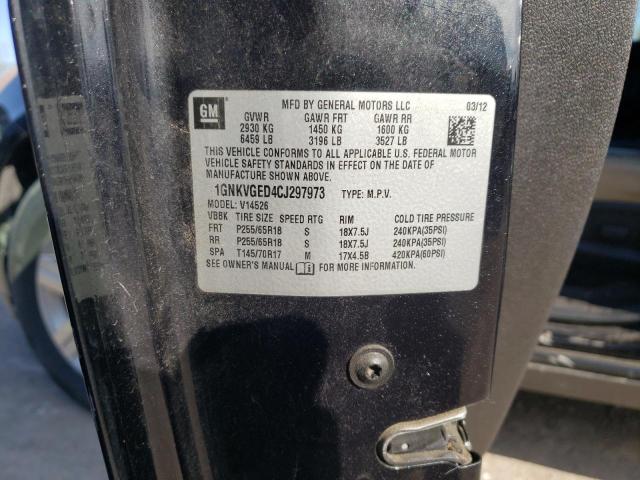 GM
MFD BY GENERAL MOTORS LLC 03/12
GVWR GAWR FRT GAWR RR
2930 KG 1450 KG 1600 KG
6459 LB 3196 LB 3527 LB
THIS VEHICLE CONFORMS TO ALL APPLICABLE U.S. FEDERAL MOTOR
VEHICLE SAFETY STANDARDS IN EFFECT ON THE DATE OF
MANUFACTURE SHOWN ABOVE.
1GNKVGED4CJ297973 TYPE: M.P.V.
MODEL: V14526
VBBK TIRE SIZE SPEED RTG RIM COLD TIRE PRESSURE
FRT P255/65R18 S 18X7.5J 240KPA(35PSI)
RR P255/65R18 S 18X7.5J 240KPA(35PSI)
SPA T145/70R17 M 17X4.5B 420KPA(60PSI)
SEE OWNER'S MANUAL FOR MORE INFORMATION.